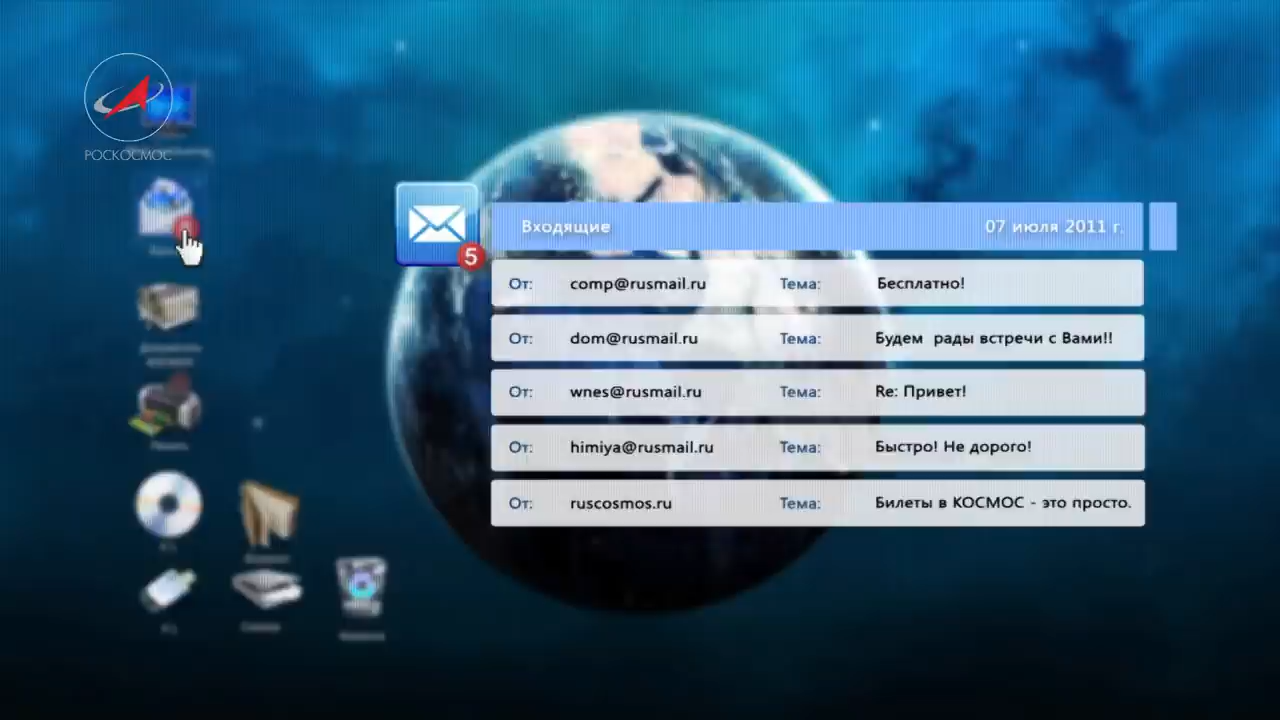 РОСКОСМОС
Входящие 07 июля 2011 г.
5
От: comp@rusmail.ru Тема: Бесплатно!
От: dom@rusmail.ru Тема: Будем рады встречи с Вами!!
От: wnes@rusmail.ru Тема: Re: Привет!
От: himiya@rusmail.ru Тема: Быстро! Не дорого!
От: ruscosmos.ru Тема: Билеты в КОСМОС - это просто.